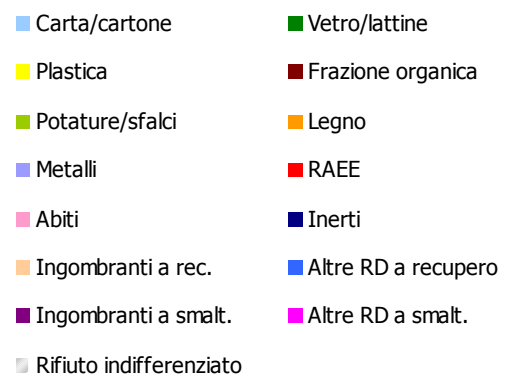 Carta/cartone
Vetro/lattine
Plastica
Frazione organica
Potature/sfalci
Legno
Metalli
RAEE
Abiti
Inerti
Ingombranti a rec.
Altre RD a recupero
Ingombranti a smalt.
Altre RD a smalt.
Rifiuto indifferenziato